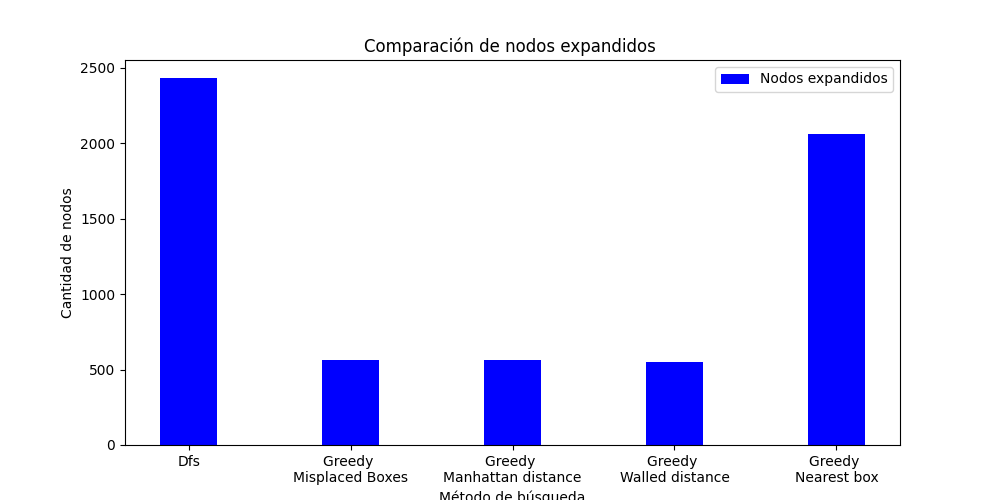 Comparación de nodos expandidos
Nodos expandidos
2500
2000
1500
1000
500
0
Cantidad de nodos
Dfs
Greedy
Misplaced Boxes
Greedy
Manhattan distance
Greedy
Walled distance
Greedy
Nearest box
Método de búsqueda